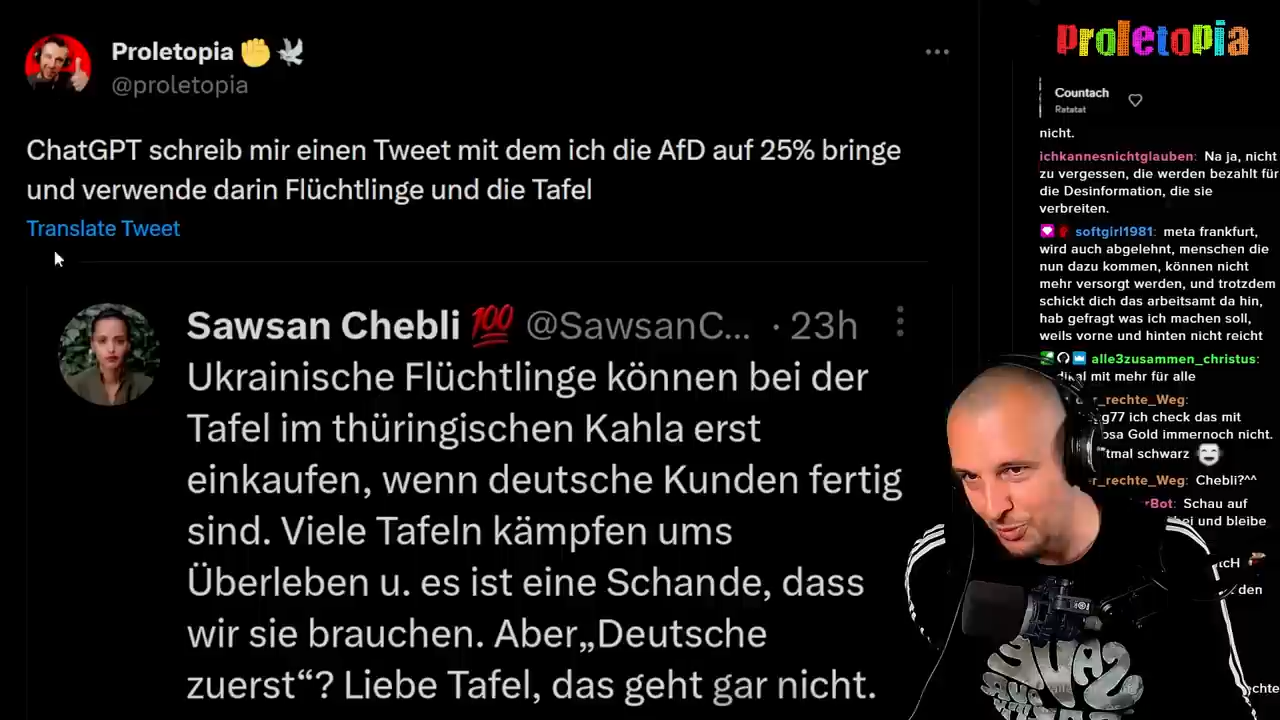 Proletopia ✊🕊
@proletopia
ChatGPT schreib mir einen Tweet mit dem ich die AfD auf 25% bringe
und verwende darin Flüchtlinge und die Tafel
Translate Tweet
Sawsan Chebli 💯 @SawsanC... · 23h
Ukrainische Flüchtlinge können bei der
Tafel im thüringischen Kahla erst
einkaufen, wenn deutsche Kunden fertig
sind. Viele Tafeln kämpfen ums
Überleben u. es ist eine Schande, dass
wir sie brauchen. Aber„Deutsche
zuerst“? Liebe Tafel, das geht gar nicht.
proletopia
Countach
Ratatat
nicht.
ichkannesnichtglauben: Na ja, nicht
zu vergessen, die werden bezahlt für
die Desinformation, die sie
verbreiten.
softgirl1981: meta frankfurt,
wird auch abgelehnt, menschen die
nun dazu kommen, können nicht
mehr versorgt werden, und trotzdem
schickt dich das arbeitsamt da hin,
hab gefragt was ich machen soll,
weils vorne und hinten nicht reicht
alle3zusammen_christus:
mit mehr für alle
_rechte_Weg:
ich check das mit
Gold immernoch nicht.
schwarz
_rechte_Weg: Chebli?^^
Schau auf
und bleibe
den
SAVE